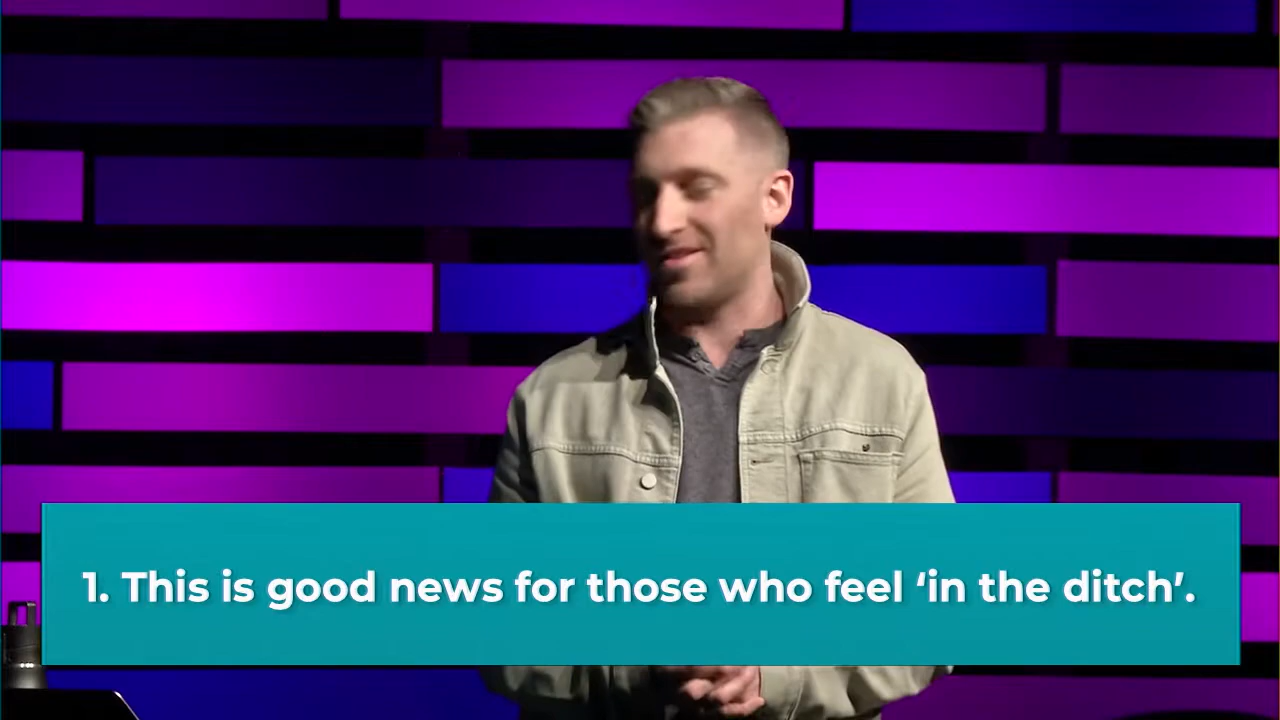 1. This is good news for those who feel ‘in the ditch’.